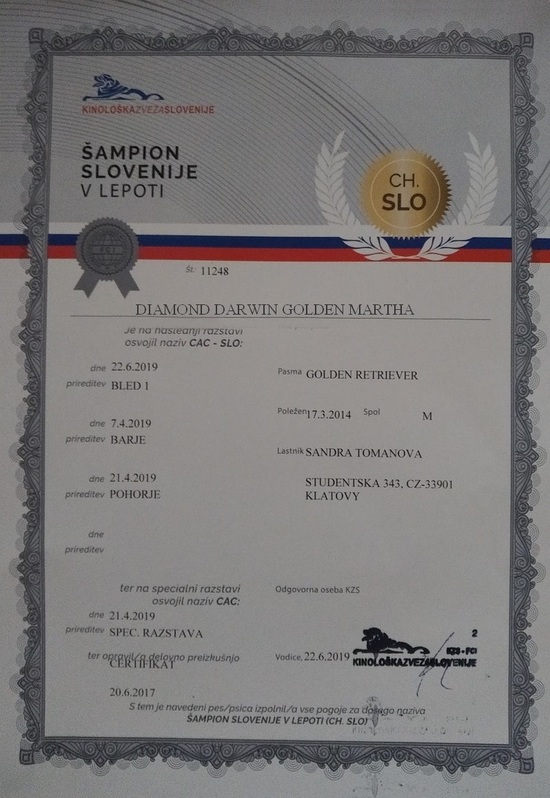 KINOLOŠKAZVEZASLOVENIJE
ŠAMPION
SLOVENIJE
V LEPOTI
CH.
SLO
Št.: 11248
DIAMOND DARWIN GOLDEN MARTHA
Je na naslednji razstavi
osvojil naziv CAC - SLO:
dne 22.6.2019
prireditev BLED 1
Pasma GOLDEN RETRIEVER
Poležen 17.3.2014 Spol M
dne 7.4.2019
prireditev BARJE
Lastnik SANDRA TOMANOVA
dne 21.4.2019
prireditev POHORJE
STUDENTSKA 343, CZ-33901
KLATOVY
dne
prireditev
ter na specialni razstavi
osvojil naziv CAC:
Odgovorna oseba KZS
dne 21.4.2019
prireditev SPEC. RAZSTAVA
ter opravil/a delovno preizkušnjo
CERTIFIKAT
20.6.2017
Vodice, 22.6.2019
2
KZS - FCI
KINOLOŠKAZVEZASLOVENIJE
S tem je navedeni pes/psica izpolnil/a vse pogoje za dosego naziva
ŠAMPION SLOVENIJE V LEPOTI (CH. SLO)